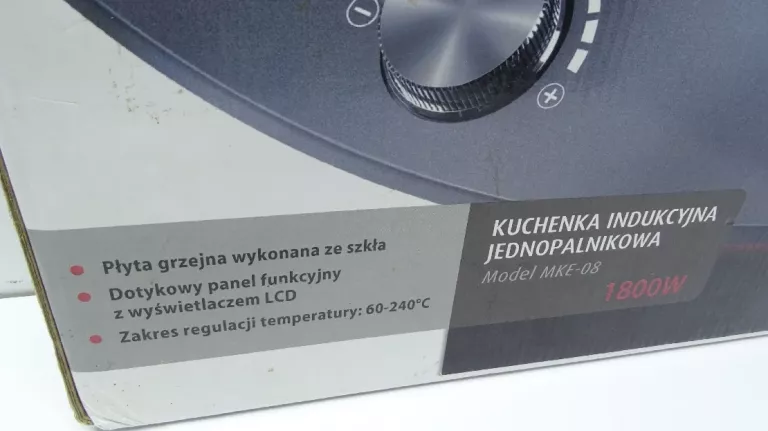 Płyta grzejna wykonana ze szkła
Dotykowy panel funkcyjny
z wyświetlaczem LCD
Zakres regulacji temperatury: 60-240°C
KUCHENKA INDUKCYJNA
JEDNOPALNIKOWA
Model MKE-08
1800W